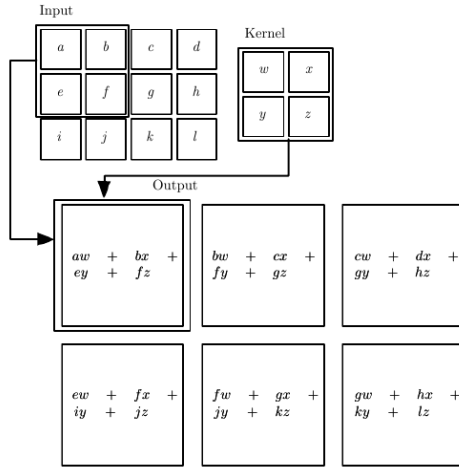 Input
a b c d
Kernel
w x
e f g h
y z
i j k l
Output
aw + bx +
ey + fz
bw + cx +
fy + gz
cw + dx +
gy + hz
ew + fx +
iy + jz
fw + gx +
jy + kz
gw + hx +
ky + lz